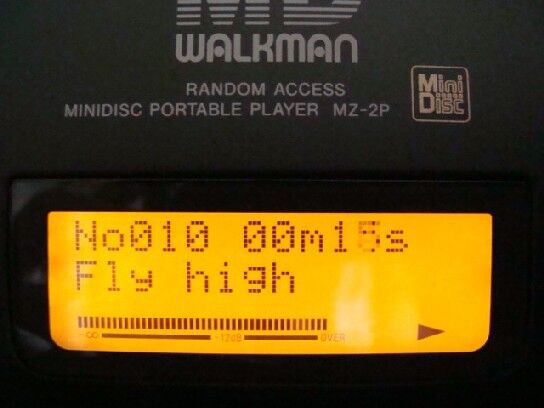 MD
WALKMAN
RANDOM ACCESS
MINIDISC PORTABLE PLAYER MZ-2P
Mini
Disc
No010 00m15s
Fly high
-∞ -12dB OVER